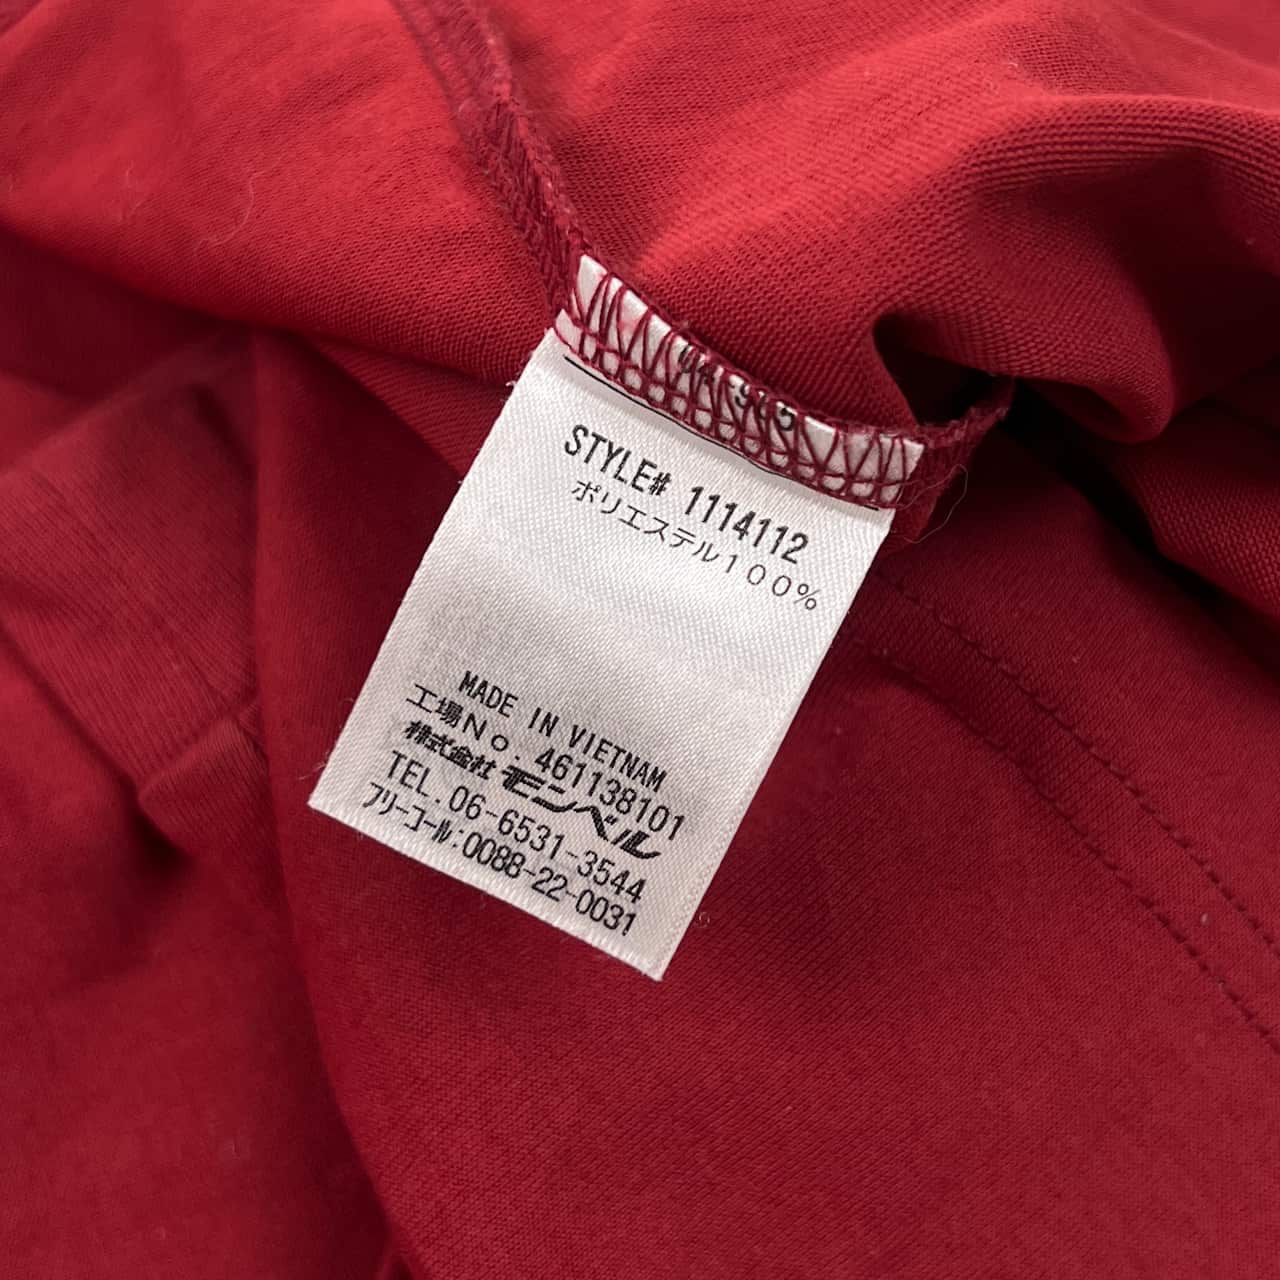 STYLE# 1114112
ポリエステル100%
MADE IN VIETNAM
工場No. 461138101
株式会社 モンベル
TEL. 06-6531-3544
フリーコール:0088-22-0031